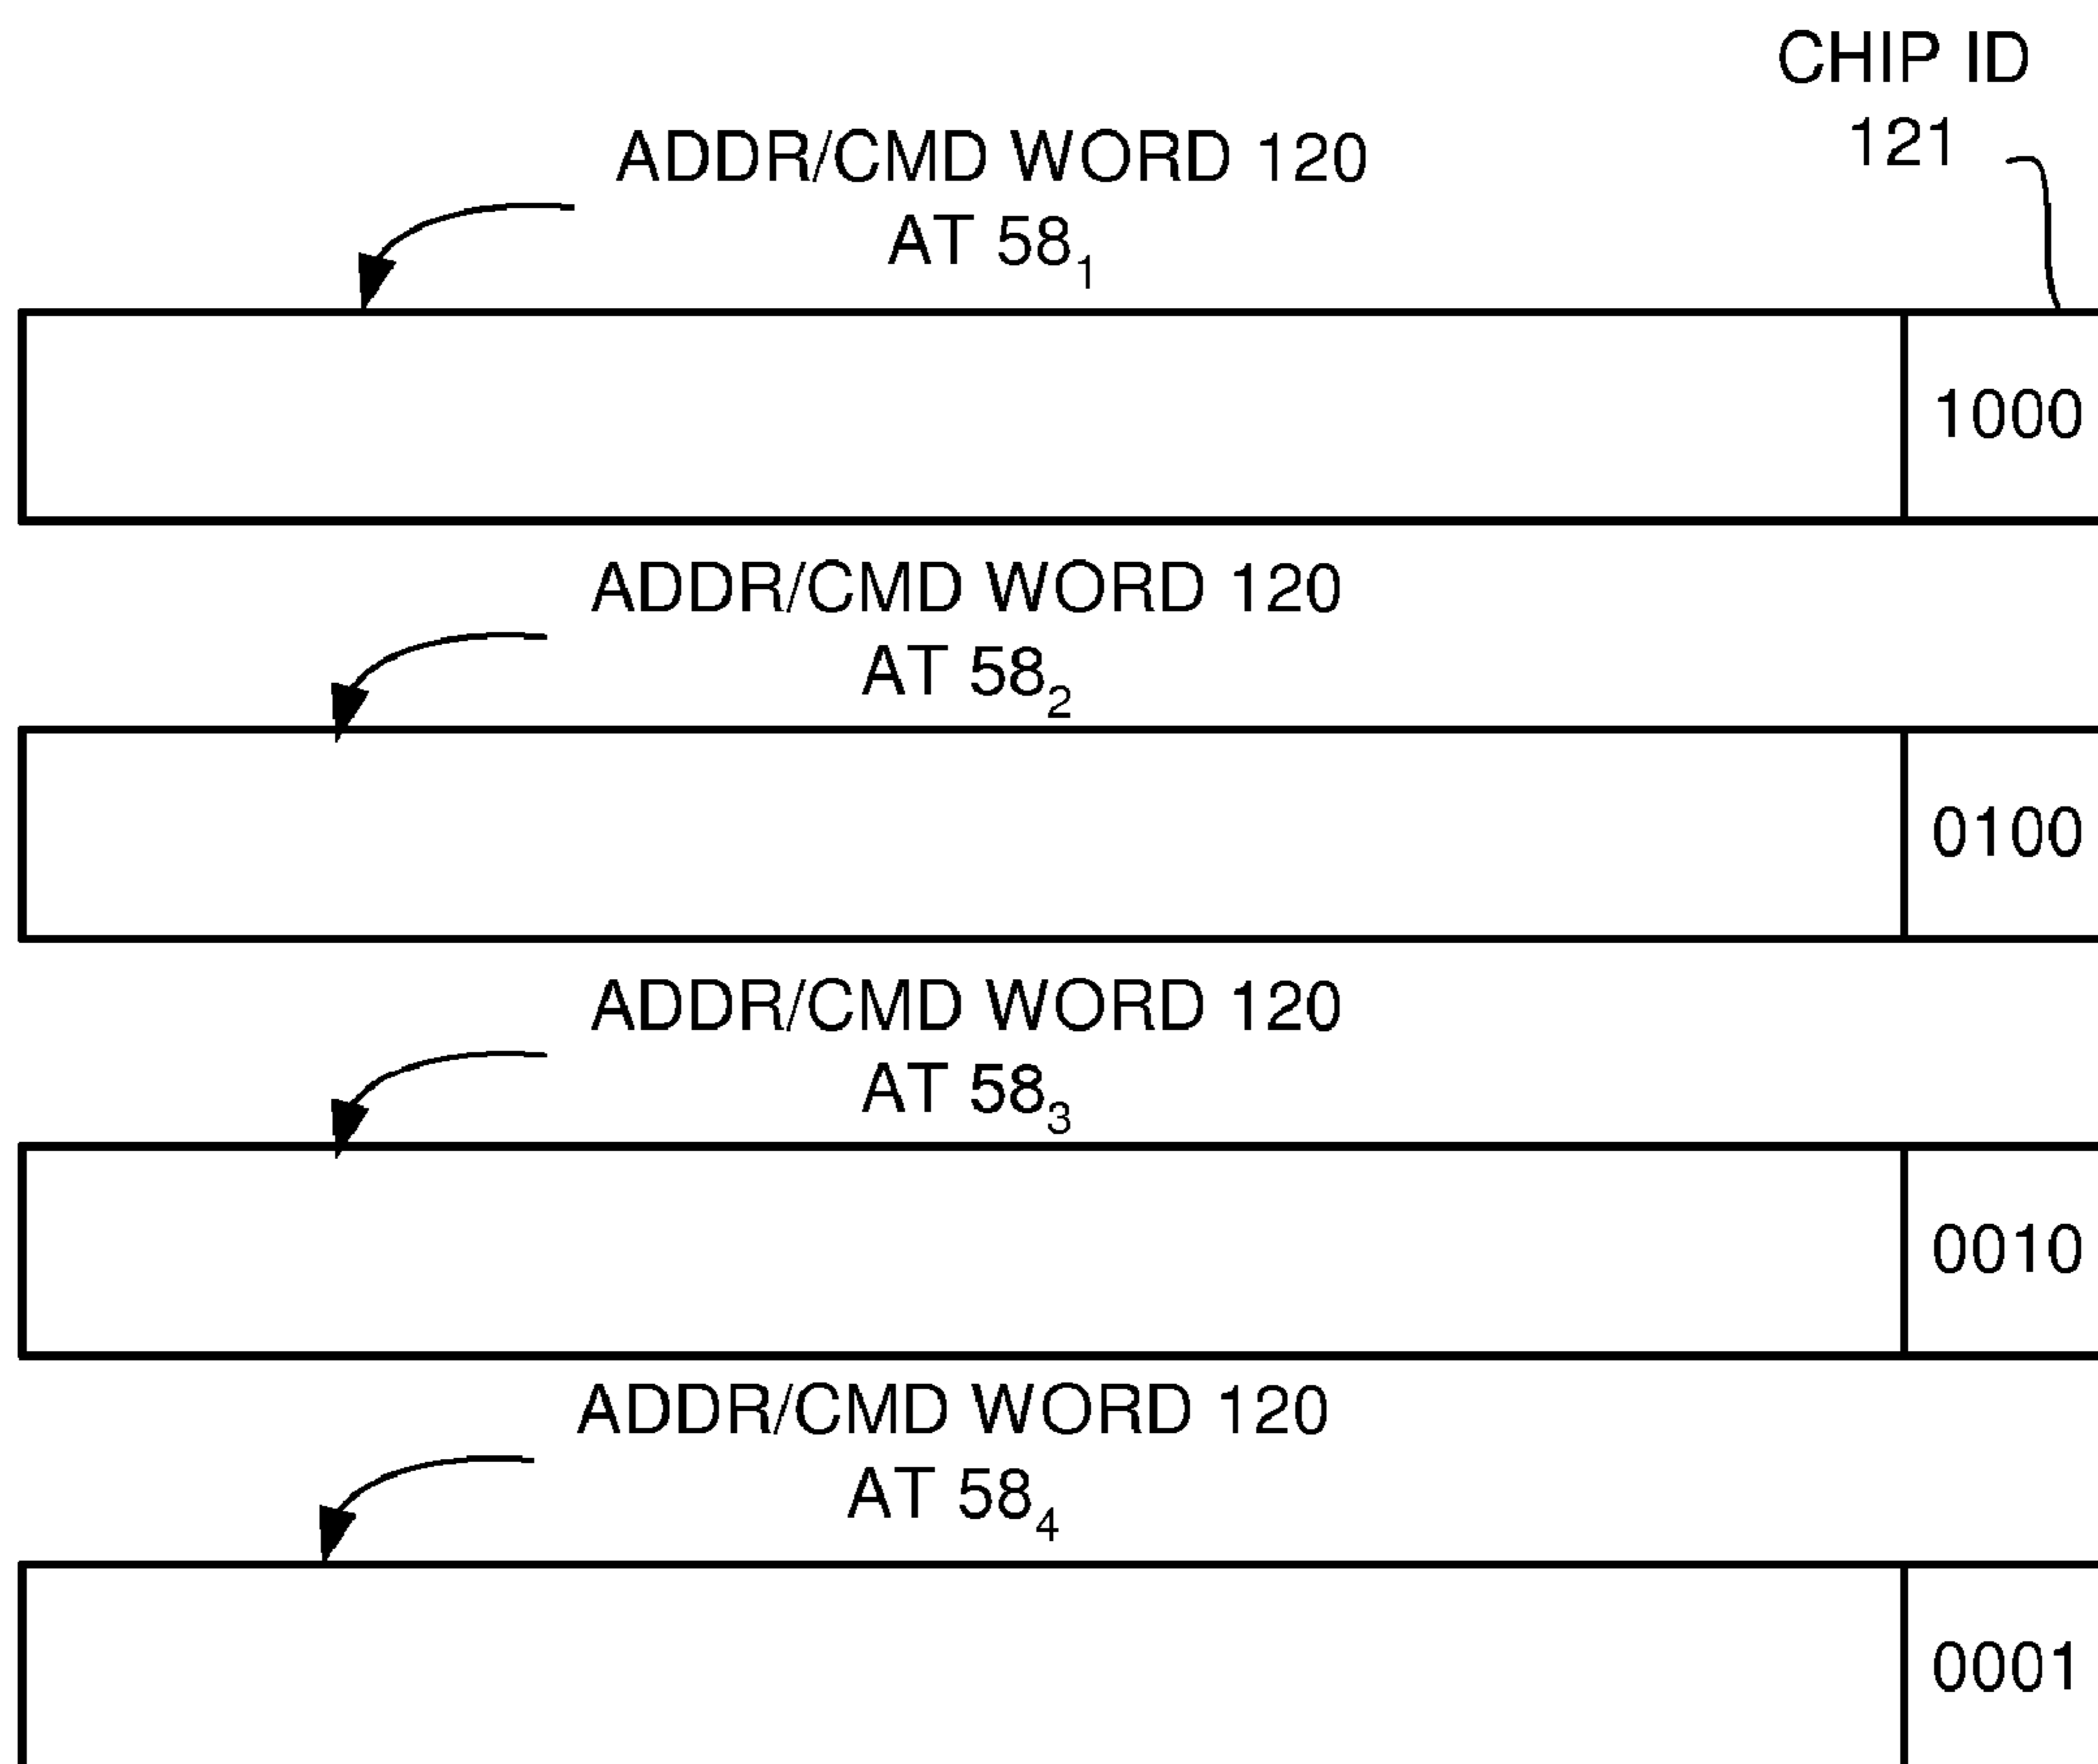 CHIP ID
121
ADDR/CMD WORD 120
AT 58₁
1000
ADDR/CMD WORD 120
AT 58₂
0100
ADDR/CMD WORD 120
AT 58₃
0010
ADDR/CMD WORD 120
AT 58₄
0001